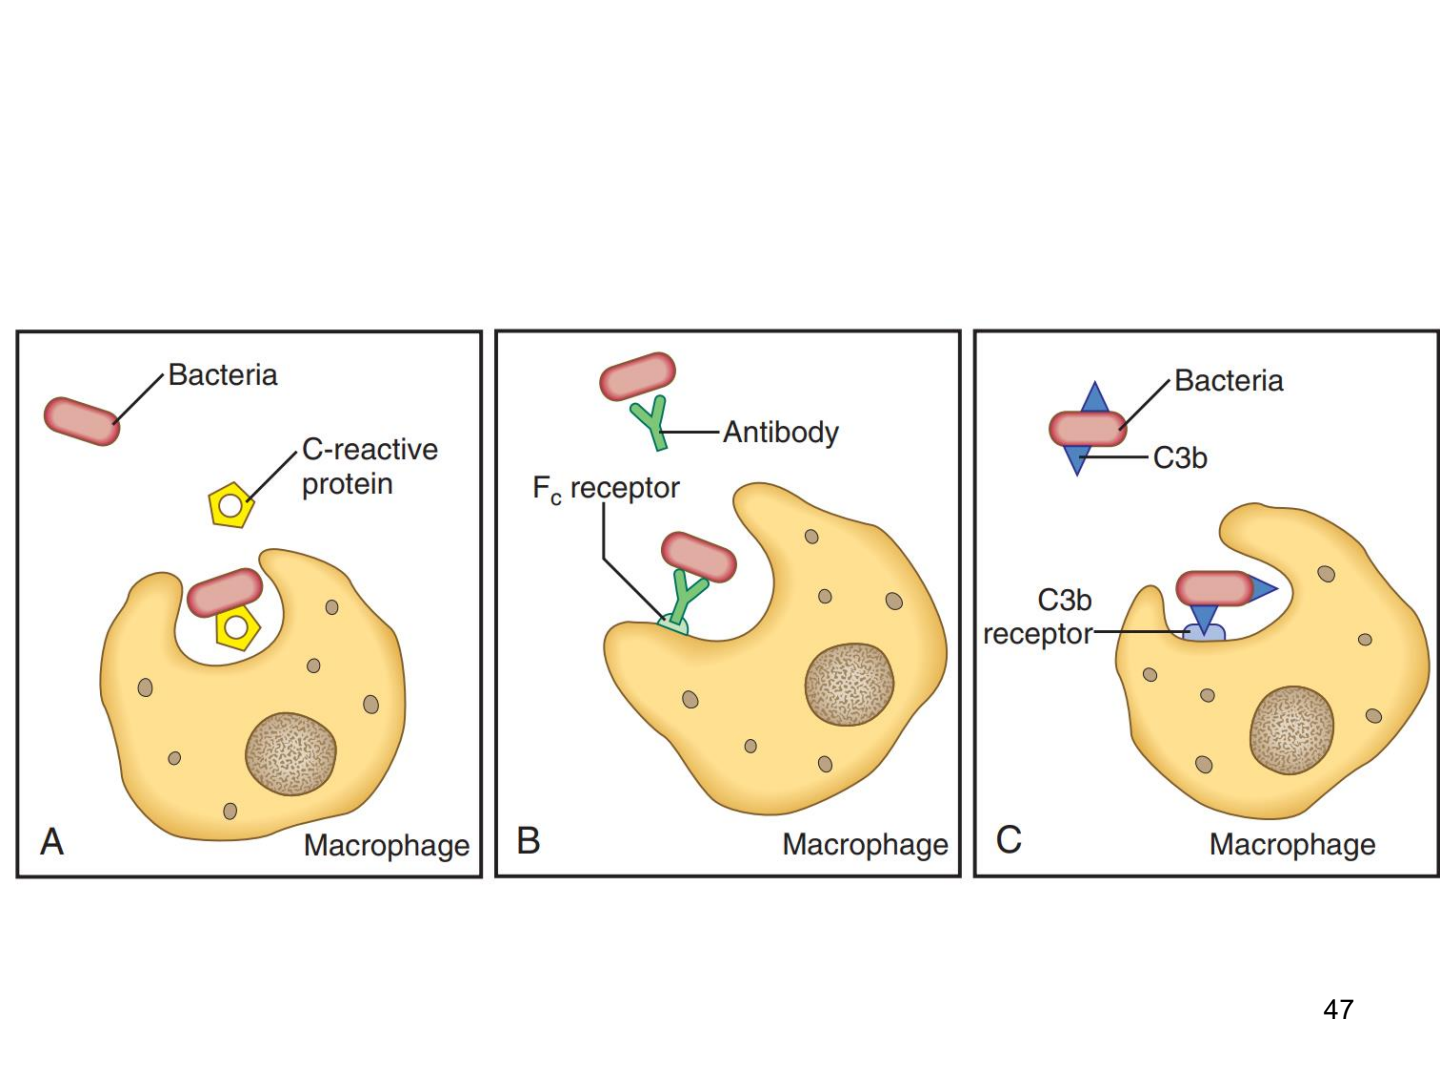 Bacteria
C-reactive
protein
A
Macrophage
Antibody
Fc receptor
B
Macrophage
Bacteria
C3b
C3b
receptor
C
Macrophage
47